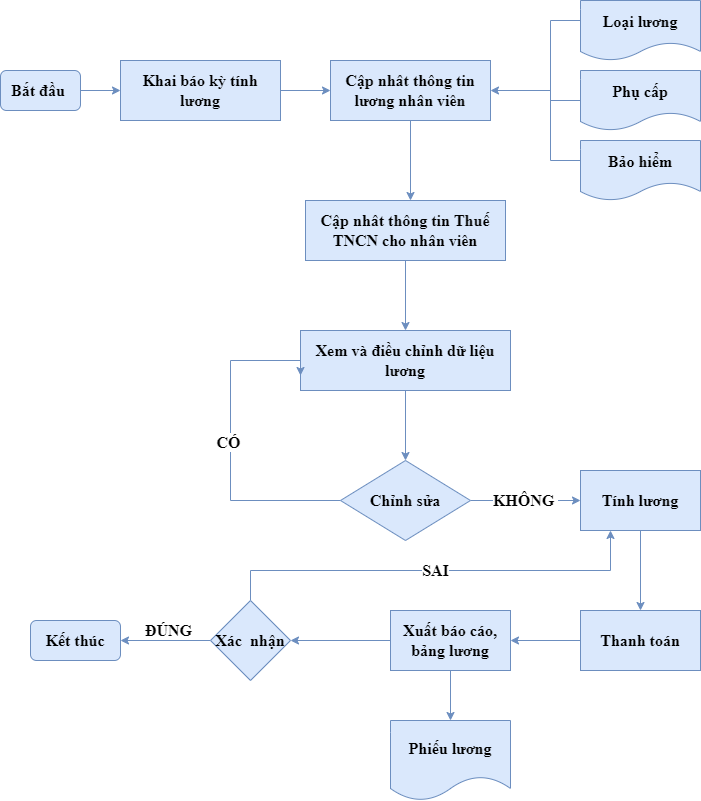 Loại lương
Bắt đầu
Khai báo kỳ tính
lương
Cập nhât thông tin
lương nhân viên
Phụ cấp
Bảo hiểm
Cập nhât thông tin Thuế
TNCN cho nhân viên
Xem và điều chỉnh dữ liệu
lương
CÓ
Chỉnh sửa
KHÔNG
Tính lương
SAI
Kết thúc
ĐÚNG
Xác  nhận
Xuất báo cáo,
bảng lương
Thanh toán
Phiếu lương